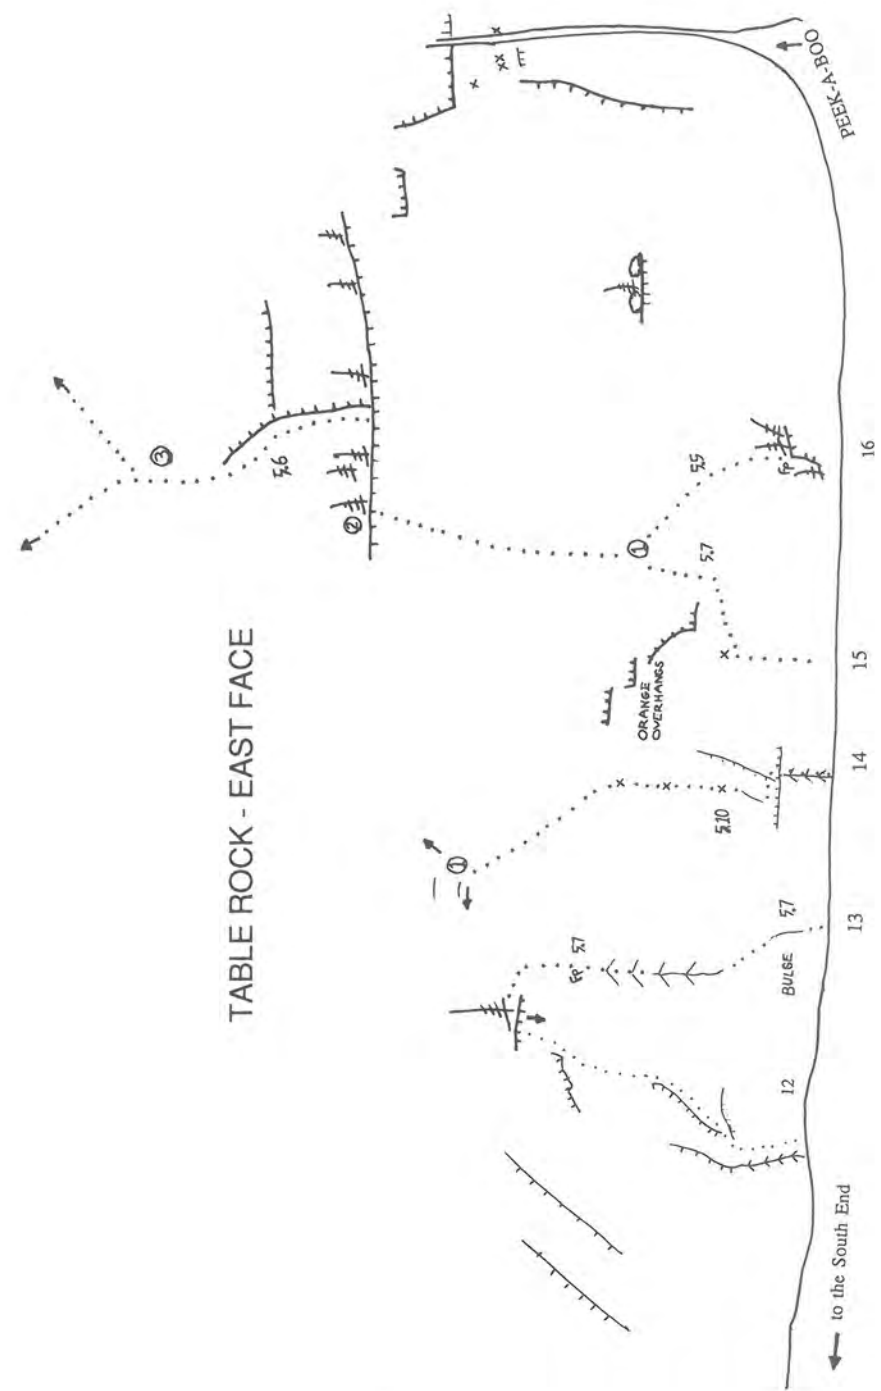 TABLE ROCK - EAST FACE
3
5.6
2
1
5.5
5.7
FP
ORANGE
OVERHANGS
1
5.10
FP 5.7
5.7
BULGE
12
13
14
15
16
PEEK-A-BOO
to the South End